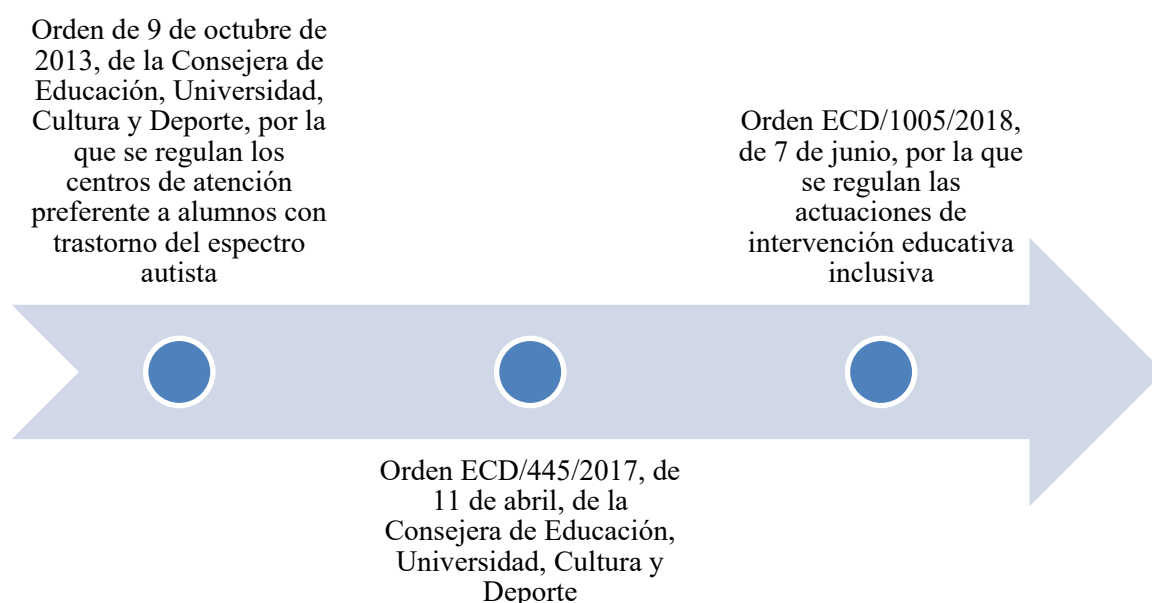 Orden de 9 de octubre de
2013, de la Consejera de
Educación, Universidad,
Cultura y Deporte, por la
que se regulan los
centros de atención
preferente a alumnos con
trastorno del espectro
autista
Orden ECD/445/2017, de
11 de abril, de la
Consejera de Educación,
Universidad, Cultura y
Deporte
Orden ECD/1005/2018,
de 7 de junio, por la que
se regulan las
actuaciones de
intervención educativa
inclusiva